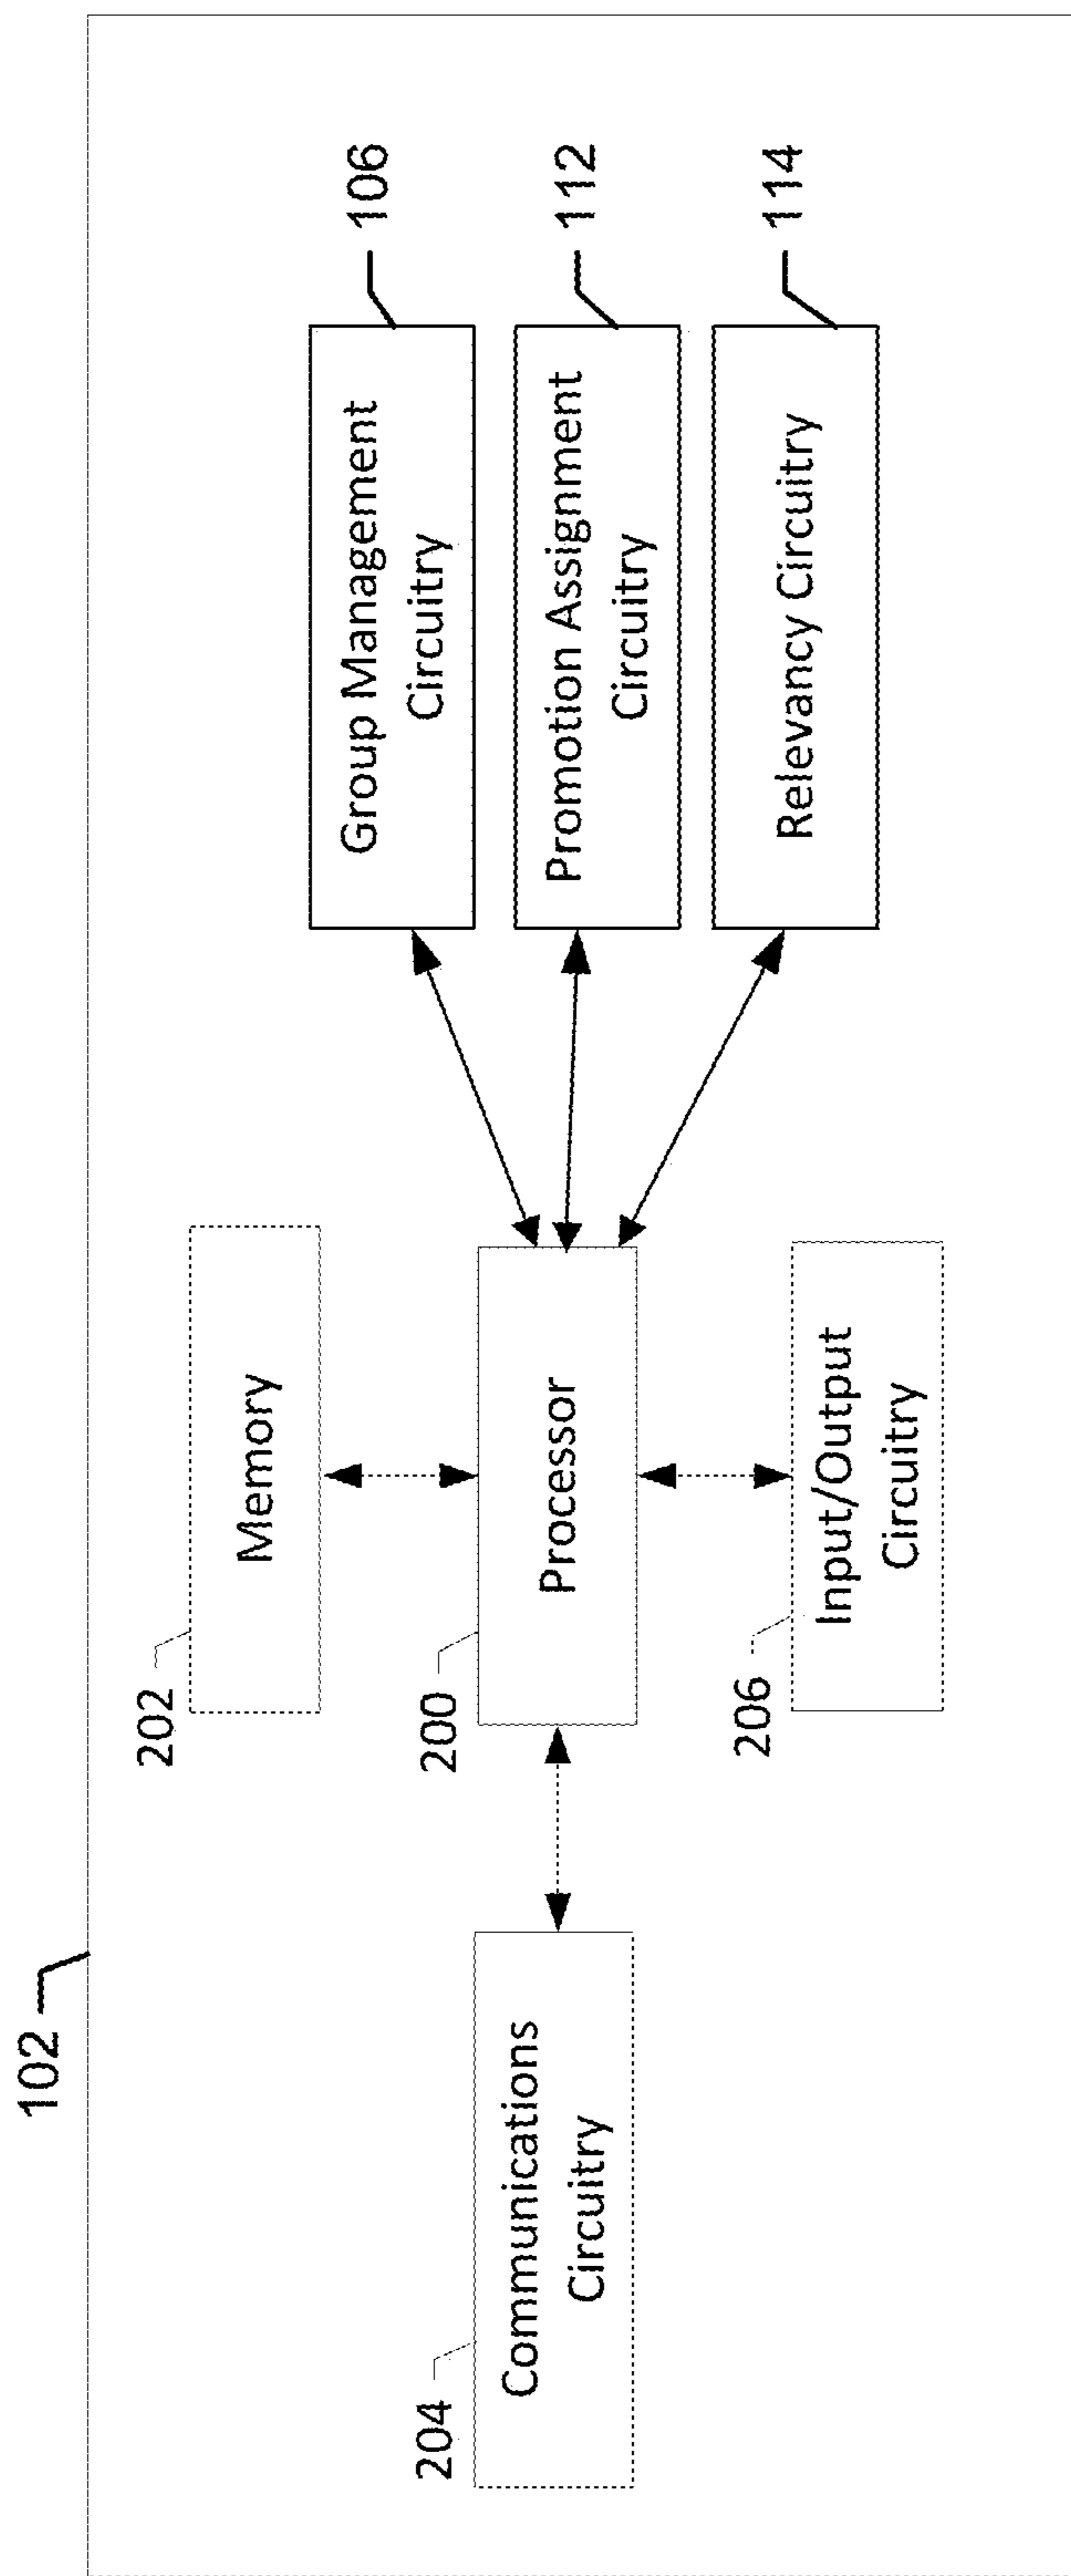 102
202
Memory
204
Communications
Circuitry
200
Processor
206
Input/Output
Circuitry
Group Management
Circuitry
106
Promotion Assignment
Circuitry
112
Relevancy Circuitry
114